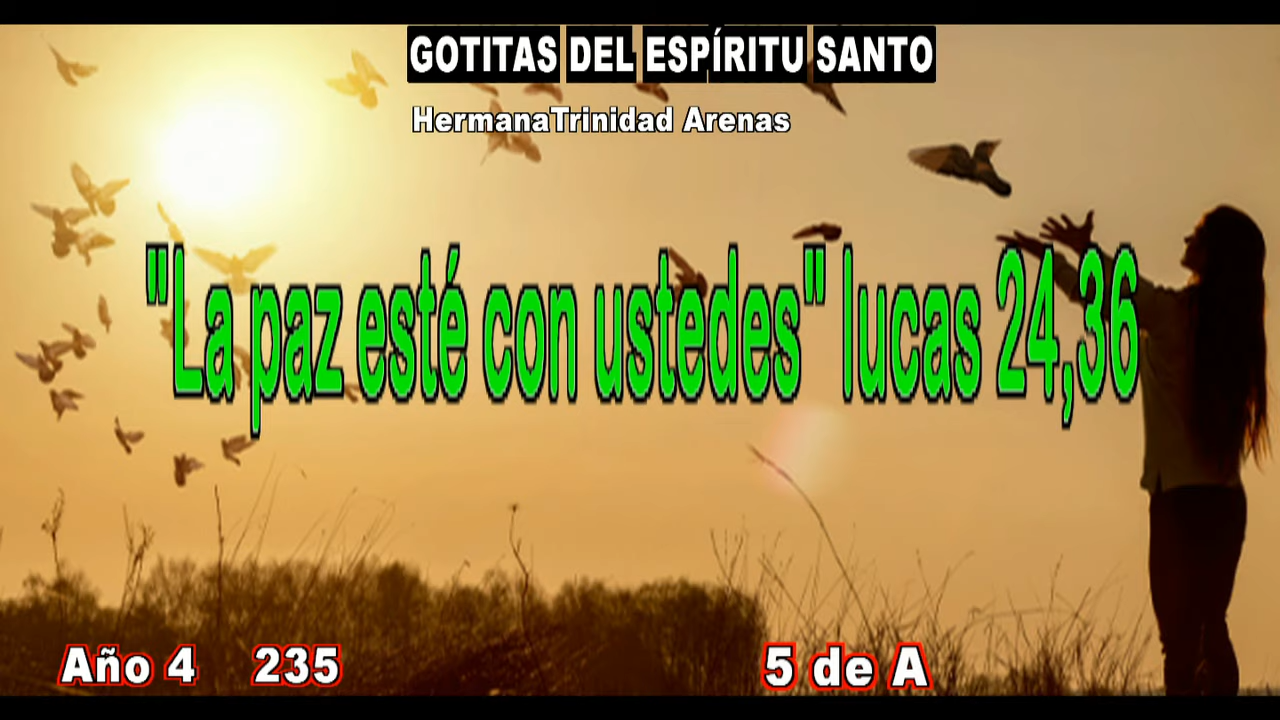 GOTITAS DEL ESPÍRITU SANTO
HermanaTrinidad Arenas
"La paz esté con ustedes" lucas 24,36
Año 4 235 5 de A